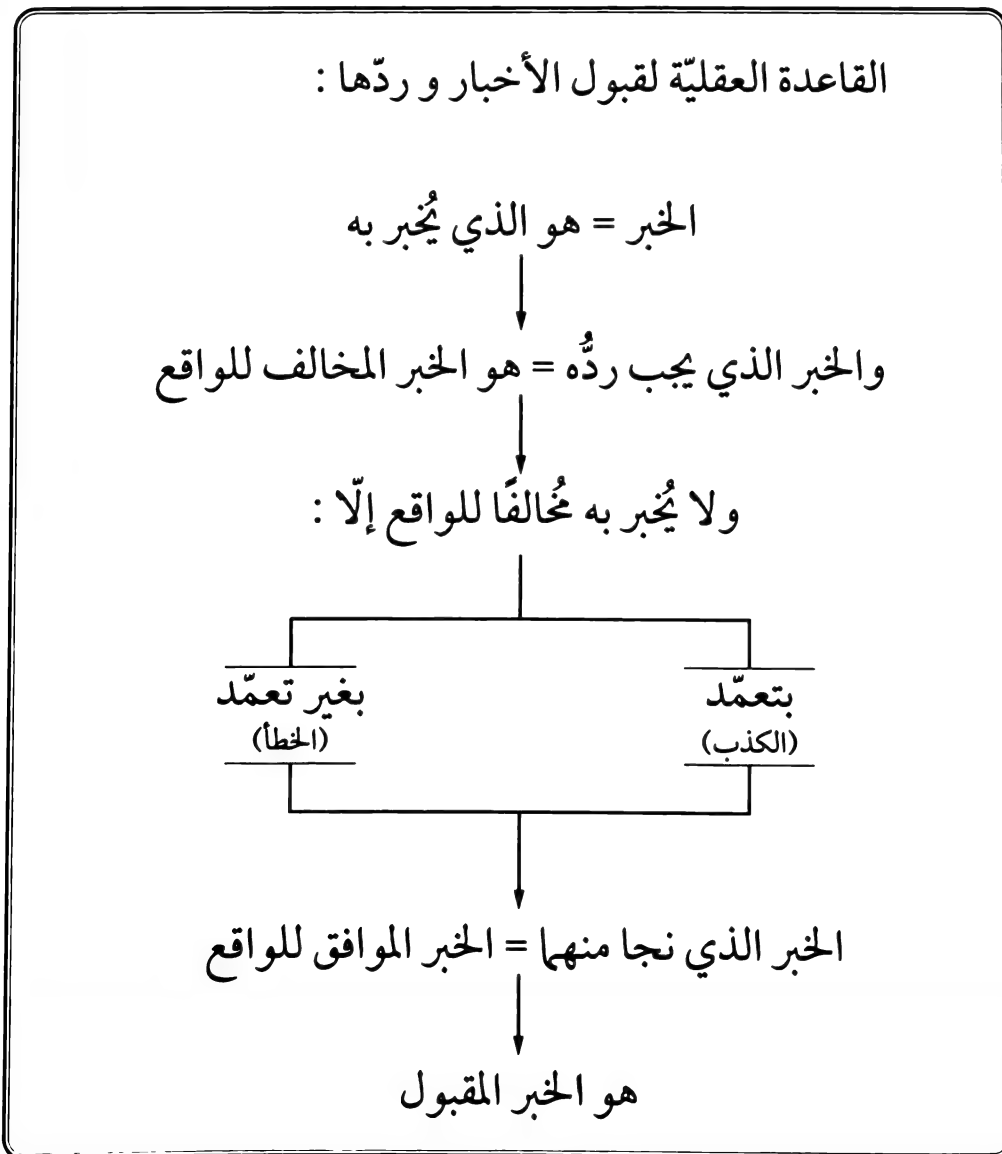 القاعدة العقليّة لقبول الأخبار و ردّها :
الخبر = هو الذي يُخبر به
والخبر الذي يجب ردُّه = هو الخبر المخالف للواقع
ولا يُخبر به مُخالفًا للواقع إلّا :
بتعمّد
(الكذب)
بغير تعمّد
(الخطأ)
الخبر الذي نجا منهما = الخبر الموافق للواقع
هو الخبر المقبول